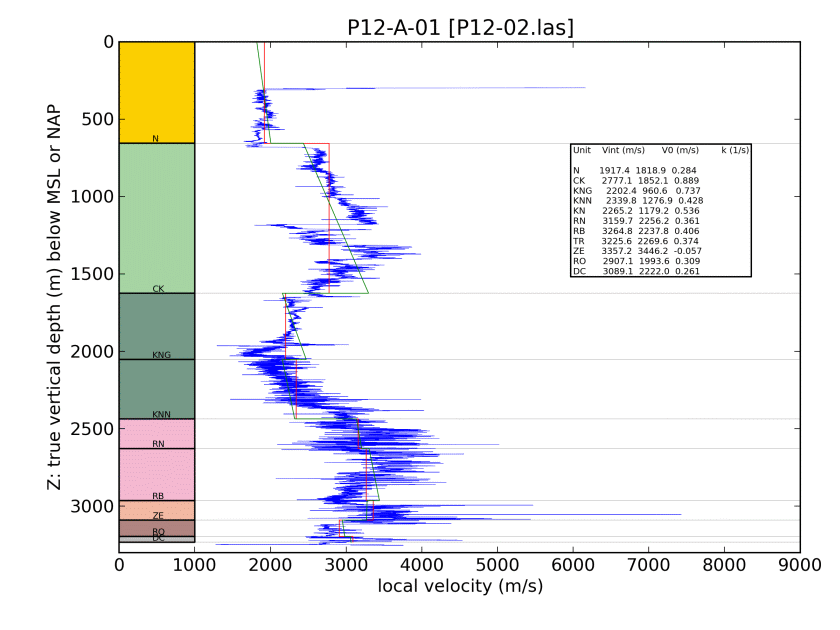 P12-A-01 [P12-02.las]
0
500
1000
1500
2000
2500
3000
Z: true vertical depth (m) below MSL or NAP
N
CK
KNG
KNN
RN
RB
ZE
RO
DC
Unit Vint (m/s) V0 (m/s) k (1/s)
N 1917.4 1818.9 0.284
CK 2777.1 1852.1 0.889
KNG 2202.4 960.6 0.737
KNN 2339.8 1276.9 0.428
KN 2265.2 1179.2 0.536
RN 3159.7 2256.2 0.361
RB 3264.8 2237.8 0.406
TR 3225.6 2269.6 0.374
ZE 3357.2 3446.2 -0.057
RO 2907.1 1993.6 0.309
DC 3089.1 2222.0 0.261
0 1000 2000 3000 4000 5000 6000 7000 8000 9000
local velocity (m/s)